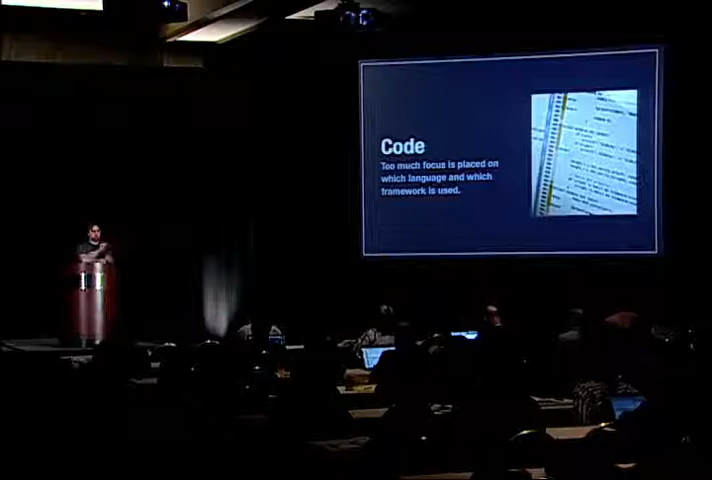 Code
Too much focus is placed on
which language and which
framework is used.